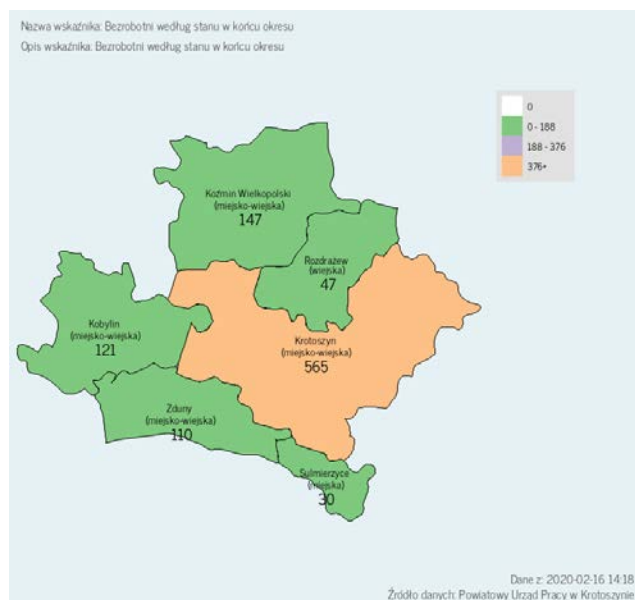 Nazwa wskaźnika: Bezrobotni według stanu w końcu okresu
Opis wskaźnika: Bezrobotni według stanu w końcu okresu
0
0 - 188
188 - 376
376+
Koźmin Wielkopolski
(miejsko-wiejska)
147
Rozdrażew
(wiejska)
47
Kobylin
(miejsko-wiejska)
121
Krotoszyn
(miejsko-wiejska)
565
Zduny
(miejsko-wiejska)
110
Sulmierzyce
(miejska)
30
Dane z: 2020-02-16 14:18
Źródło danych: Powiatowy Urząd Pracy w Krotoszynie